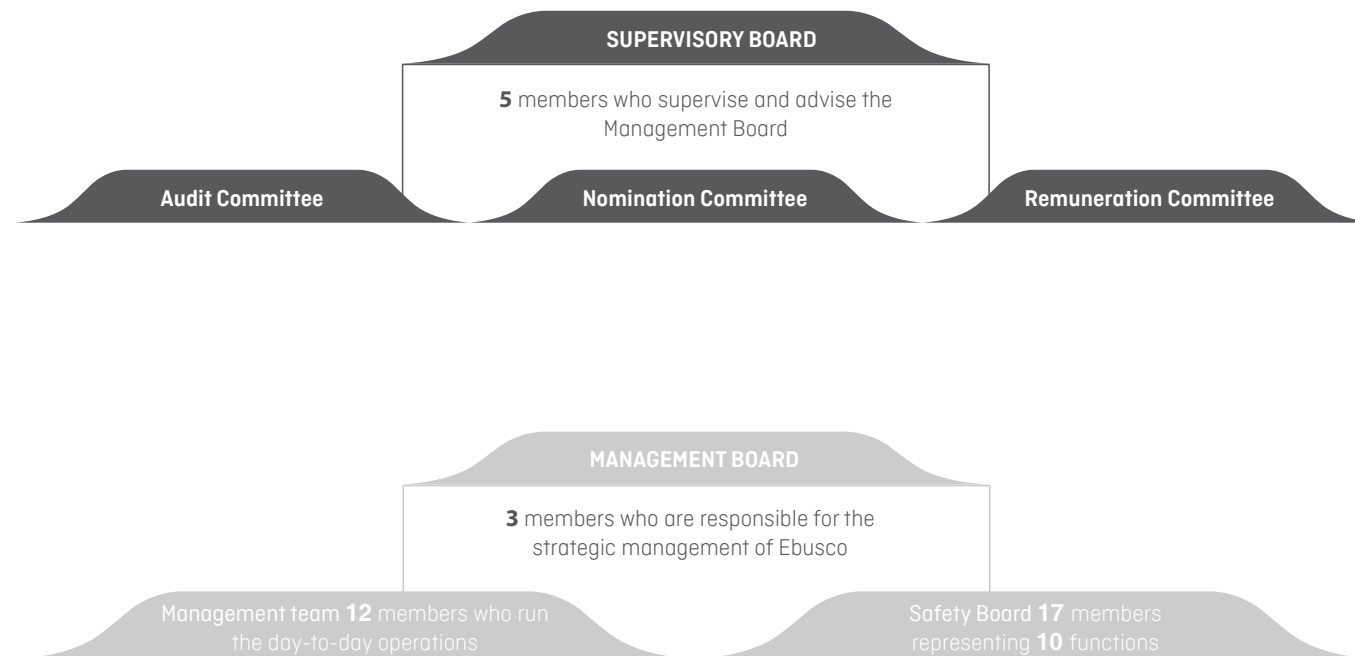 SUPERVISORY BOARD
5 members who supervise and advise the
Management Board
Audit Committee
Nomination Committee
Remuneration Committee
MANAGEMENT BOARD
3 members who are responsible for the
strategic management of Ebusco
Management team 12 members who run
the day-to-day operations
Safety Board 17 members
representing 10 functions